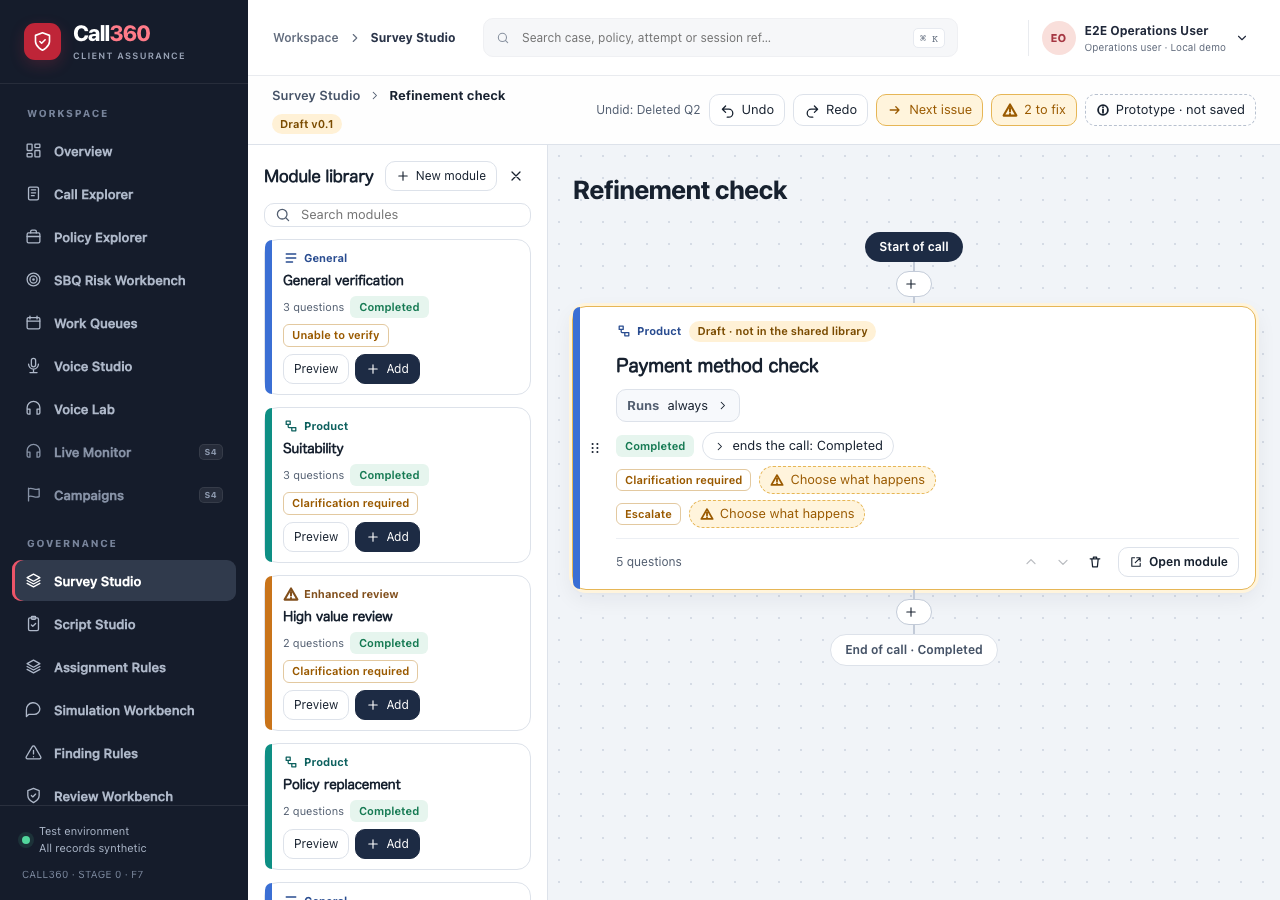 Call360
CLIENT ASSURANCE
WORKSPACE
Overview
Call Explorer
Policy Explorer
SBQ Risk Workbench
Work Queues
Voice Studio
Voice Lab
Live Monitor S4
Campaigns S4
GOVERNANCE
Survey Studio
Script Studio
Assignment Rules
Simulation Workbench
Finding Rules
Review Workbench
Test environment
All records synthetic
CALL360 · STAGE 0 · F7
Workspace > Survey Studio
Search case, policy, attempt or session ref...
⌘ K
EO
E2E Operations User
Operations user · Local demo
Survey Studio > Refinement check
Draft v0.1
Undid: Deleted Q2
Undo
Redo
Next issue
2 to fix
Prototype · not saved
Module library
New module
Search modules
General
General verification
3 questions Completed
Unable to verify
Preview + Add
Product
Suitability
3 questions Completed
Clarification required
Preview + Add
Enhanced review
High value review
2 questions Completed
Clarification required
Preview + Add
Product
Policy replacement
2 questions Completed
Preview + Add
General
Refinement check
Start of call
Product Draft · not in the shared library
Payment method check
Runs always
Completed ends the call: Completed
Clarification required Choose what happens
Escalate Choose what happens
5 questions
Open module
End of call · Completed